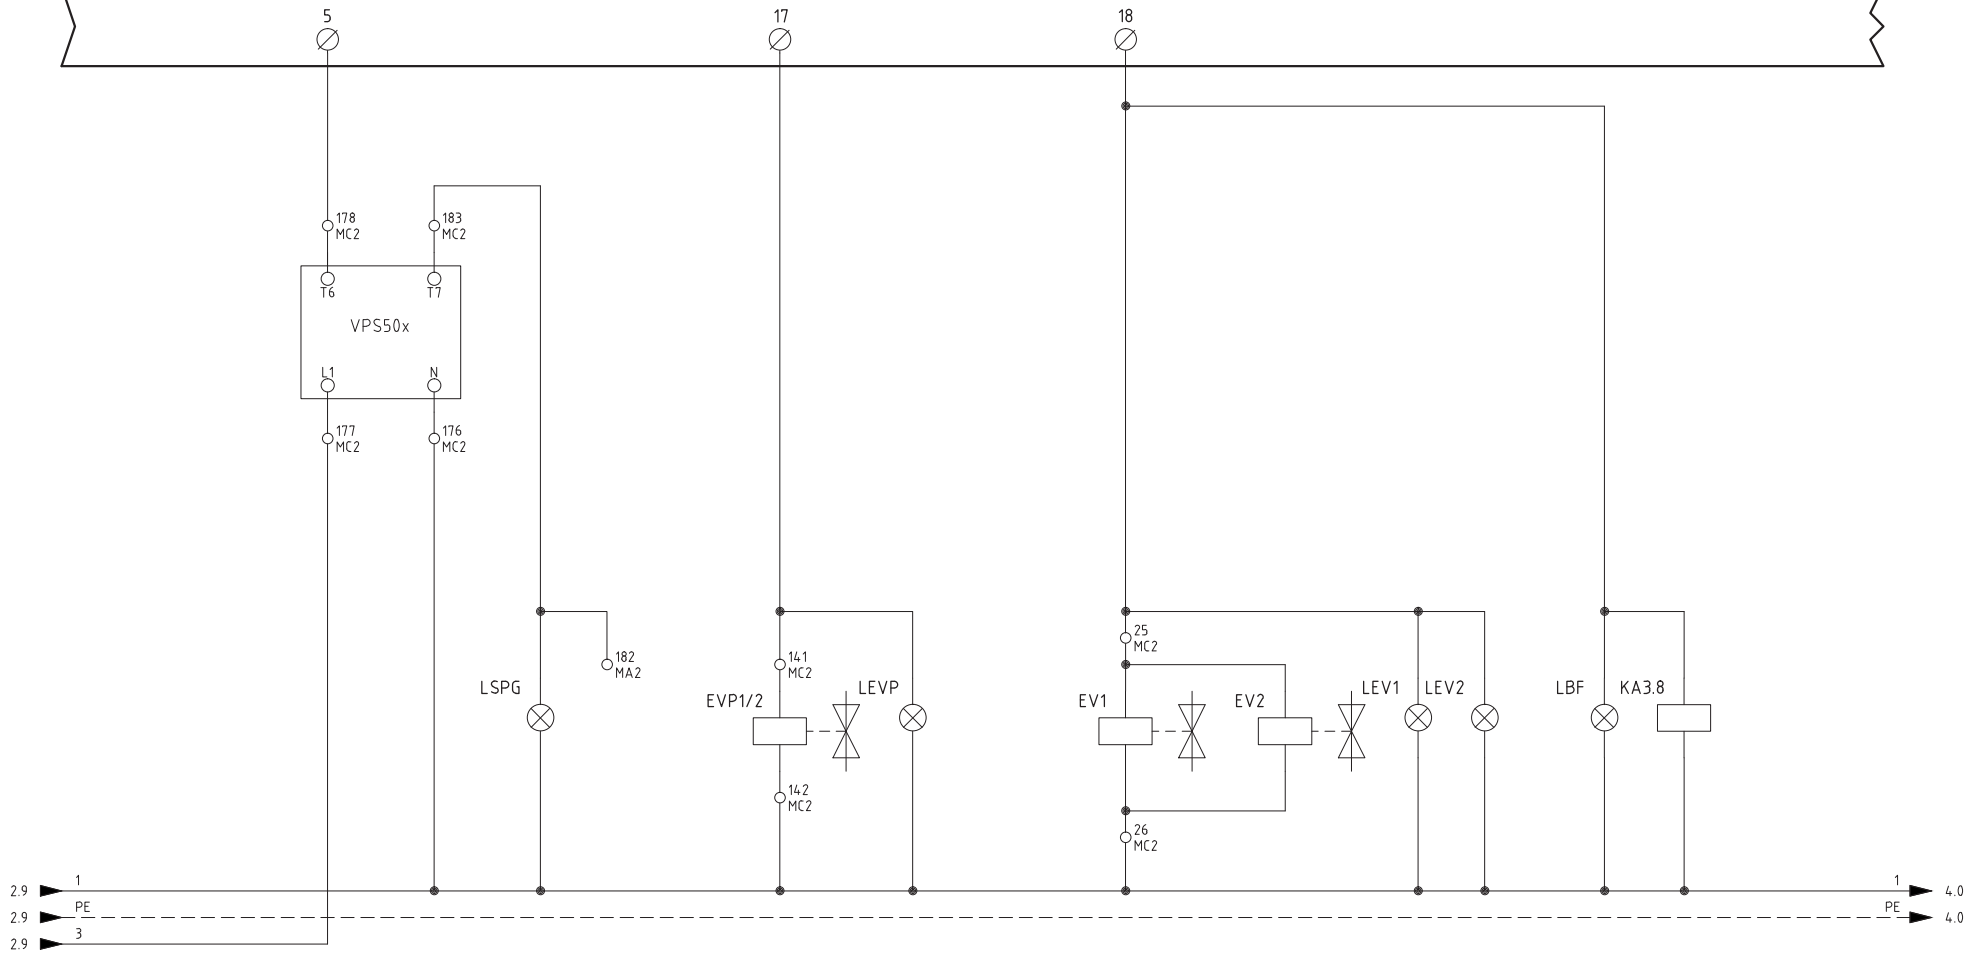 5
17
18
178
MC2
183
MC2
T6
T7
VPS50x
L1
N
177
MC2
176
MC2
25
MC2
182
MA2
141
MC2
LSPG
EVP1/2
LEVP
EV1
EV2
LEV1
LEV2
LBF
KA3.8
142
MC2
26
MC2
2.9
1
1
4.0
2.9
PE
PE
4.0
2.9
3